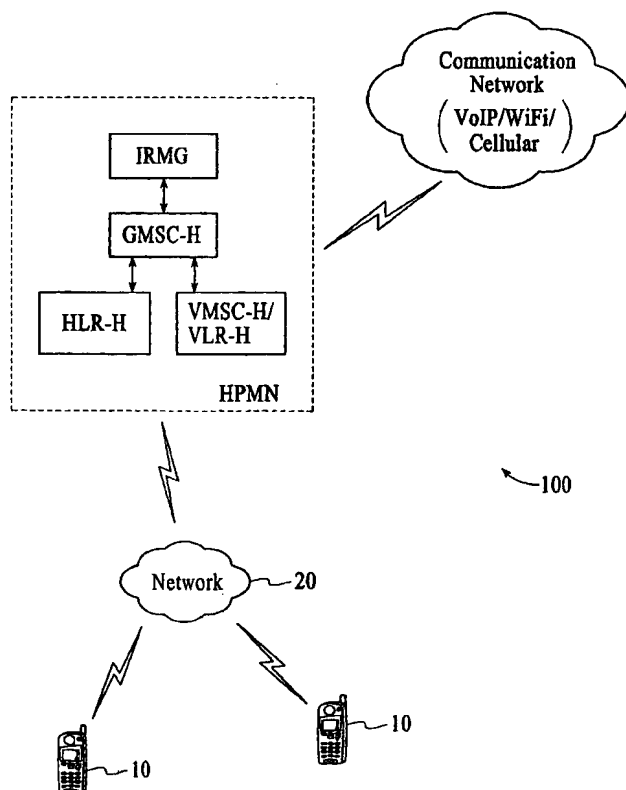 Communication
Network
(VoIP/WiFi/
Cellular)
IRMG
GMSC-H
HLR-H
VMSC-H/
VLR-H
HPMN
100
Network
20
10
10